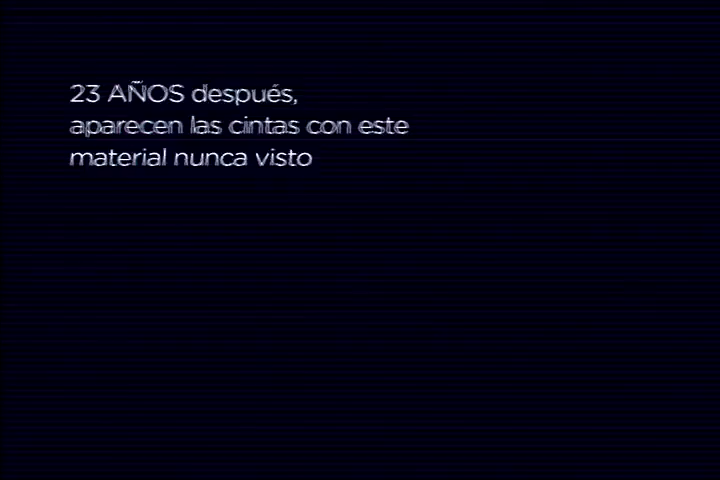 23 AÑOS después,
aparecen las cintas con este
material nunca visto